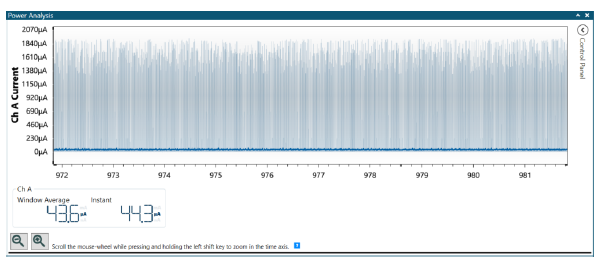 Power Analysis
2070µA
1840µA
1610µA
1380µA
1150µA
920µA
690µA
460µA
230µA
0µA
Ch A Current
Control Panel
972 973 974 975 976 977 978 979 980 981
Ch A
Window Average Instant
43.6 µA 44.3 µA
Scroll the mouse-wheel while pressing and holding the left shift key to zoom in the time axis.